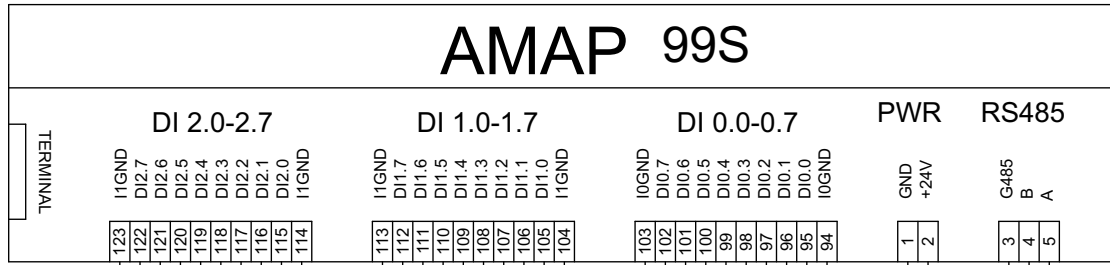 AMAP 99S
DI 2.0-2.7 DI 1.0-1.7 DI 0.0-0.7 PWR RS485
TERMINAL
I1GND DI2.7 DI2.6 DI2.5 DI2.4 DI2.3 DI2.2 DI2.1 DI2.0 I1GND
I1GND DI1.7 DI1.6 DI1.5 DI1.4 DI1.3 DI1.2 DI1.1 DI1.0 I1GND
I0GND DI0.7 DI0.6 DI0.5 DI0.4 DI0.3 DI0.2 DI0.1 DI0.0 I0GND
GND +24V
G485 B A
123 122 121 120 119 118 117 116 115 114
113 112 111 110 109 108 107 106 105 104
103 102 101 100 99 98 97 96 95 94
1 2
3 4 5